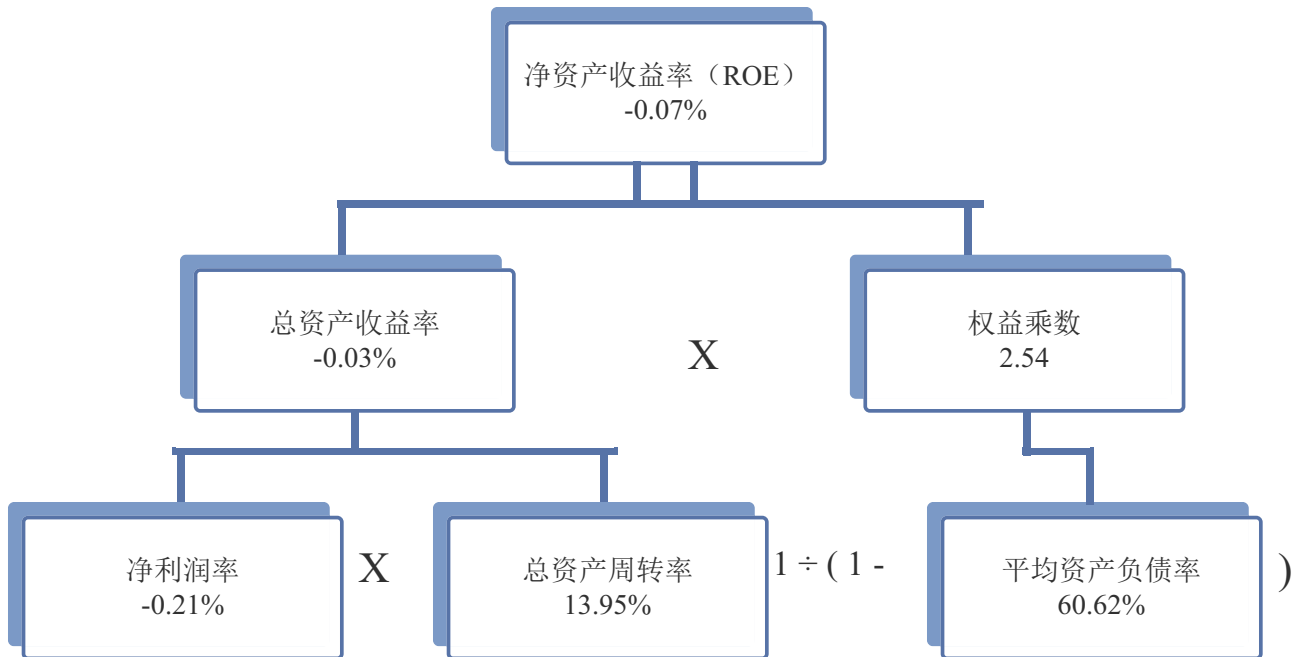 净资产收益率（ROE）
-0.07%
总资产收益率
-0.03%
X
权益乘数
2.54
净利润率
-0.21%
X
总资产周转率
13.95%
1 ÷ ( 1 -
平均资产负债率
60.62%
)